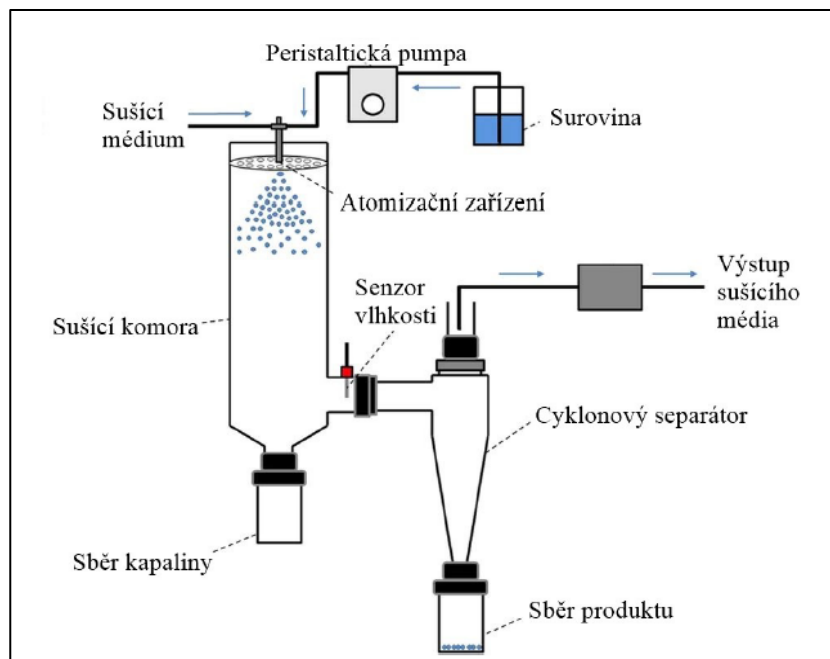 Peristaltická pumpa
Sušící
médium
Surovina
Atomizační zařízení
Senzor
vlhkosti
Výstup
sušícího
média
Sušící komora
Cyklonový separátor
Sběr kapaliny
Sběr produktu